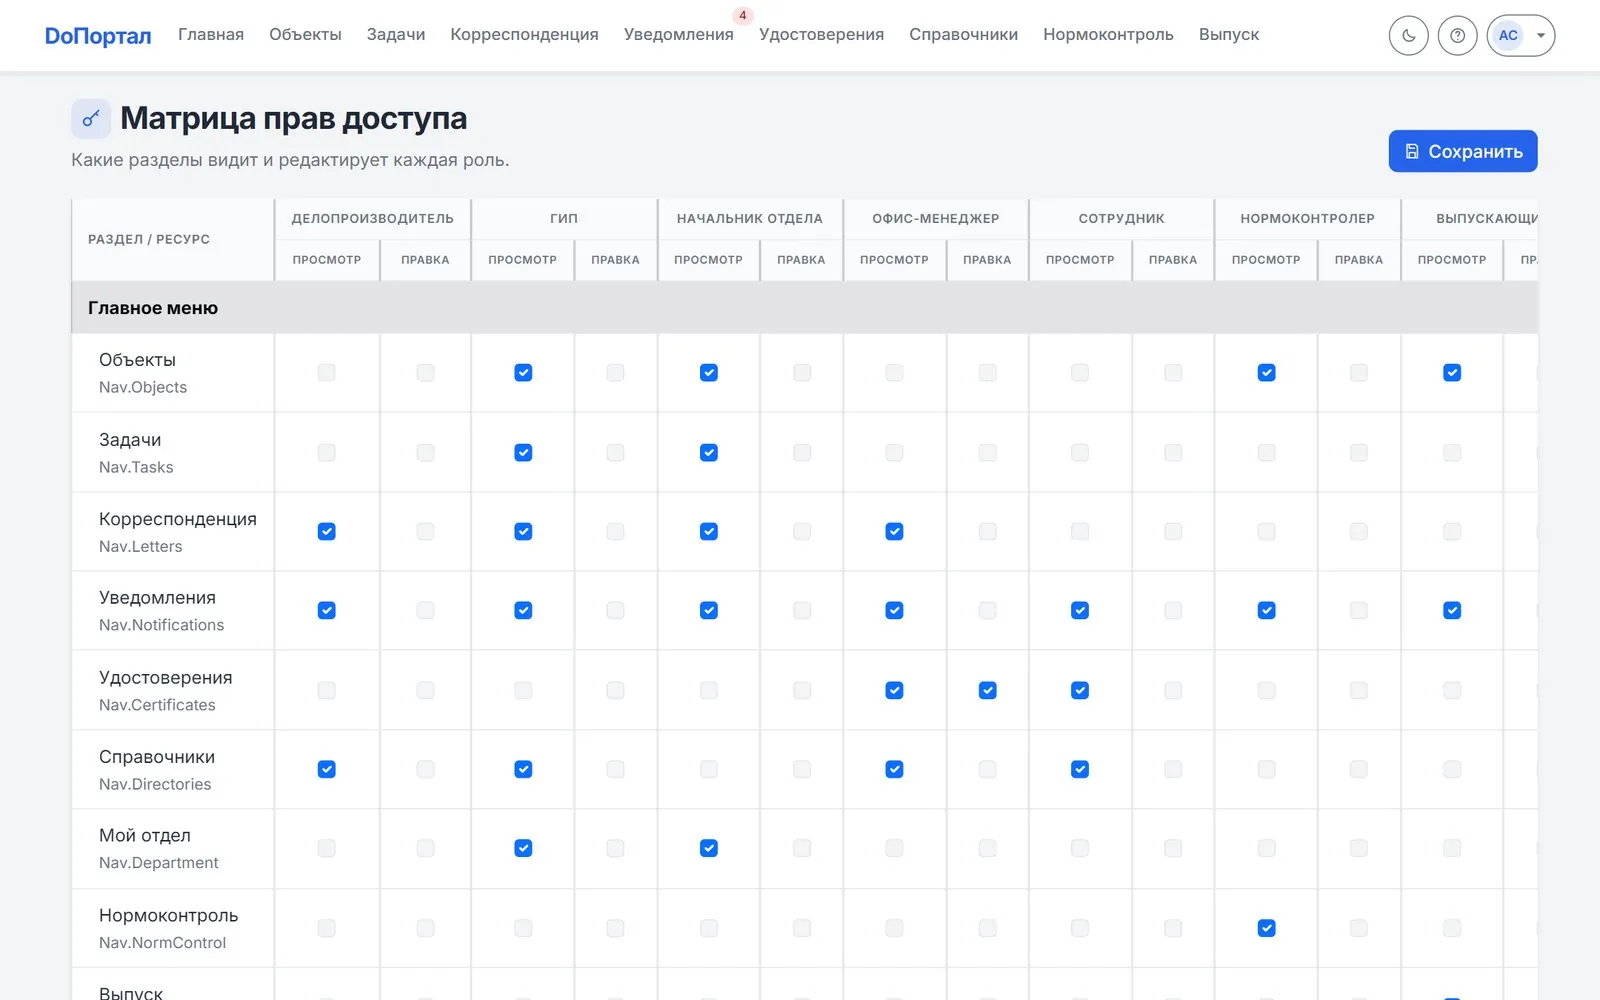 DoПортал Главная Объекты Задачи Корреспонденция Уведомления 4 Удостоверения Справочники Нормоконтроль Выпуск АС
Матрица прав доступа
Какие разделы видит и редактирует каждая роль.
Сохранить
РАЗДЕЛ / РЕСУРС
ДЕЛОПРОИЗВОДИТЕЛЬ ГИП НАЧАЛЬНИК ОТДЕЛА ОФИС-МЕНЕДЖЕР СОТРУДНИК НОРМОКОНТРОЛЕР ВЫПУСКАЮЩИ
ПРОСМОТР ПРАВКА ПРОСМОТР ПРАВКА ПРОСМОТР ПРАВКА ПРОСМОТР ПРАВКА ПРОСМОТР ПРАВКА ПРОСМОТР ПРАВКА ПРОСМОТР ПР
Главное меню
Объекты
Nav.Objects
Задачи
Nav.Tasks
Корреспонденция
Nav.Letters
Уведомления
Nav.Notifications
Удостоверения
Nav.Certificates
Справочники
Nav.Directories
Мой отдел
Nav.Department
Нормоконтроль
Nav.NormControl
Выпуск